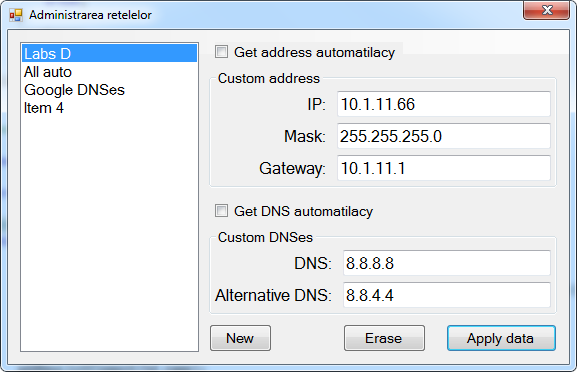 Administrarea retelelor
Labs D
All auto
Google DNSes
Item 4
Get address automatilacy
Custom address
IP: 10.1.11.66
Mask: 255.255.255.0
Gateway: 10.1.11.1
Get DNS automatilacy
Custom DNSes
DNS: 8.8.8.8
Alternative DNS: 8.8.4.4
New Erase Apply data